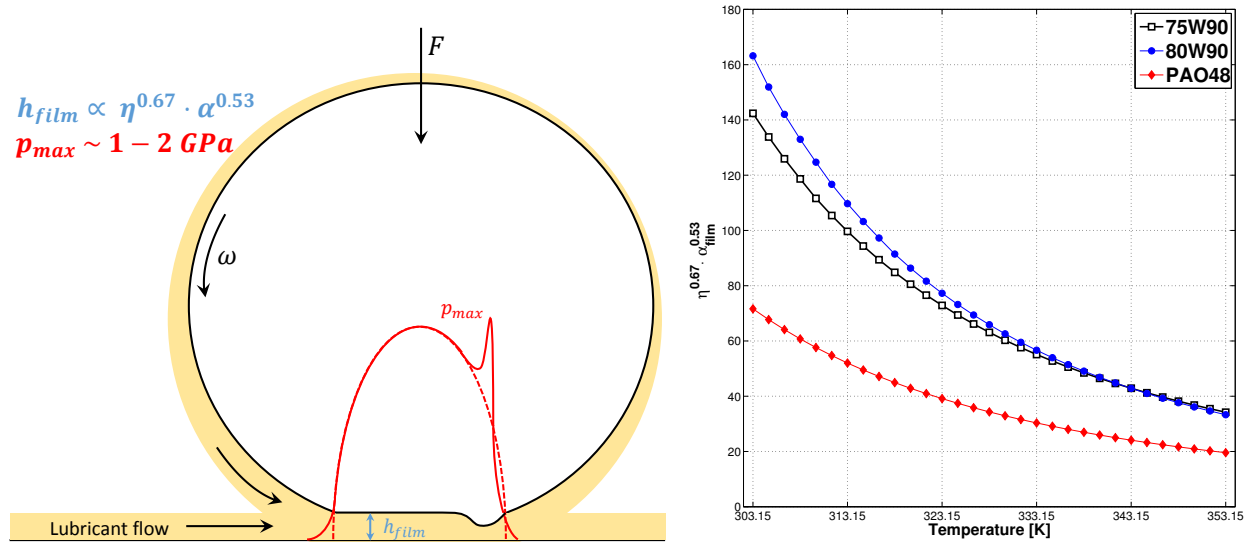 F
h_film ∝ η^0.67 · α^0.53
p_max ~ 1 − 2 GPa
ω
p_max
Lubricant flow
h_film
180
160
140
120
100
80
60
40
20
0
η^0.67 · α_film^0.53
75W90
80W90
PAO48
303.15
313.15
323.15
333.15
343.15
353.15
Temperature [K]